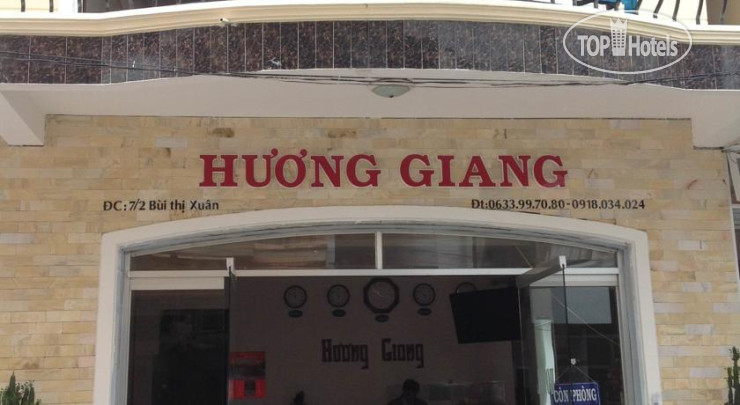 TOP Hotels
HƯƠNG GIANG
ĐC: 7/2 Bùi thị Xuân
Đt:0633.99.70.80-0918.034.024
Hương Giang
CÒN PHÒNG